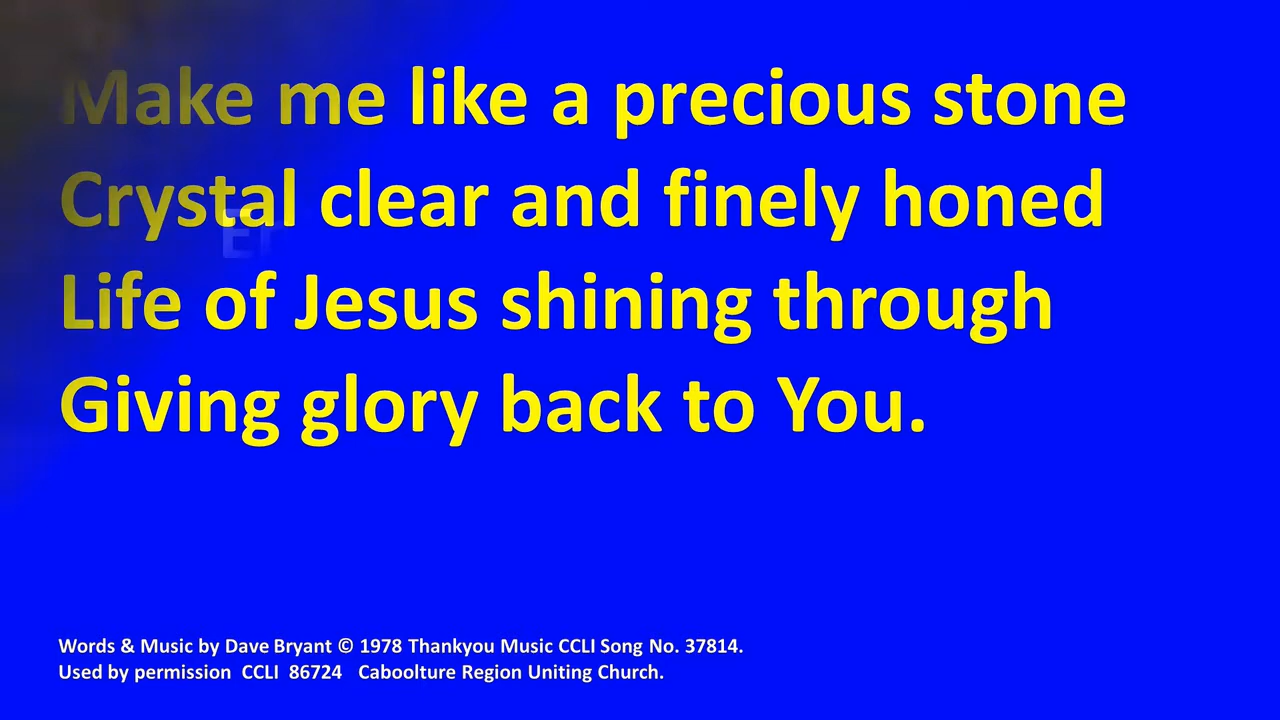 Make me like a precious stone
Crystal clear and finely honed
Life of Jesus shining through
Giving glory back to You.
Words & Music by Dave Bryant © 1978 Thankyou Music CCLI Song No. 37814.
Used by permission CCLI 86724 Caboolture Region Uniting Church.